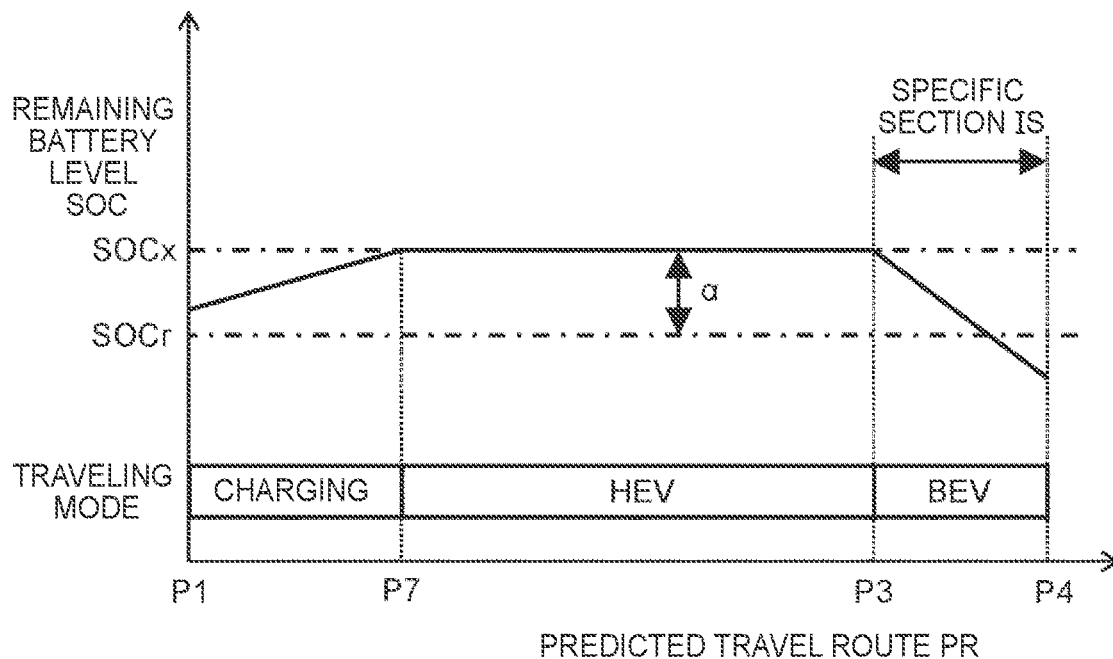 REMAINING
BATTERY
LEVEL
SOC
SPECIFIC
SECTION IS
SOCx
α
SOCr
TRAVELING
MODE
CHARGING
HEV
BEV
P1
P7
P3
P4
PREDICTED TRAVEL ROUTE PR